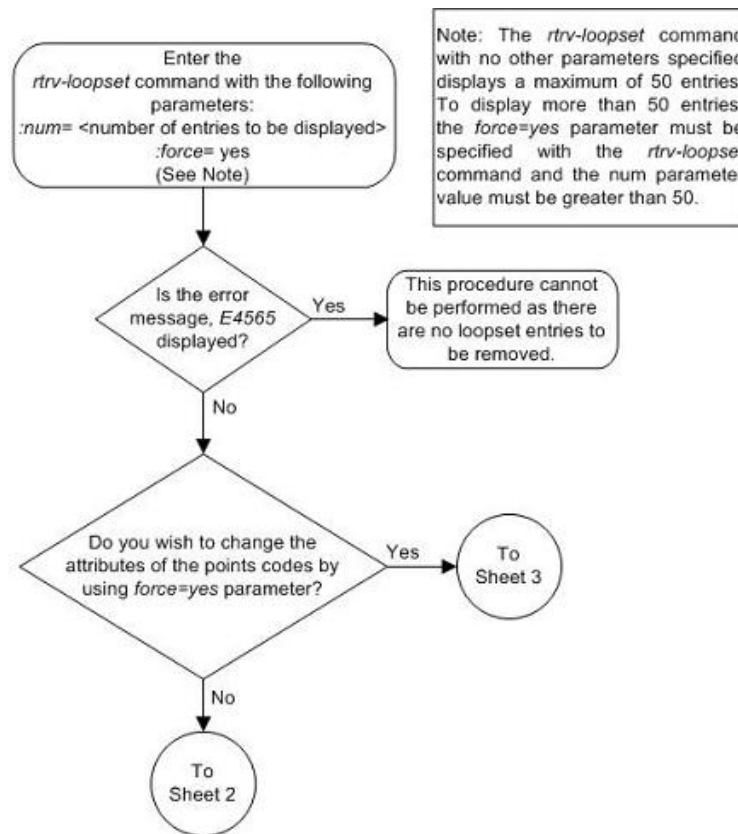 Enter the
rtrv-loopset command with the following
parameters:
:num= <number of entries to be displayed>
:force= yes
(See Note)
Note: The rtrv-loopset command
with no other parameters specified
displays a maximum of 50 entries
To display more than 50 entries
the force=yes parameter must be
specified with the rtrv-loopse
command and the num paramete
value must be greater than 50.
Is the error
message, E4565
displayed?
Yes
This procedure cannot
be performed as there
are no loopset entries to
be removed.
No
Do you wish to change the
attributes of the points codes by
using force=yes parameter?
Yes
To
Sheet 3
No
To
Sheet 2